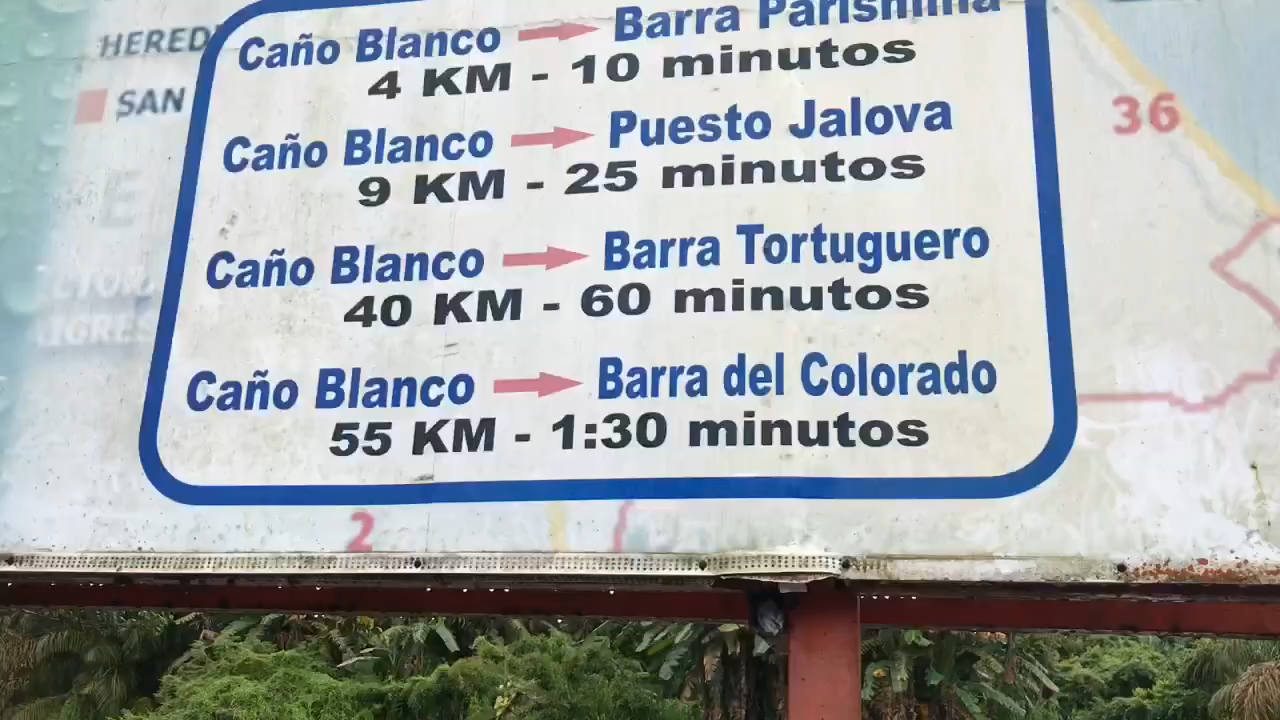 HERED
SAN
Caño Blanco Barra Parismina
4 KM - 10 minutos
Caño Blanco Puesto Jalova
9 KM - 25 minutos
36
Caño Blanco Barra Tortuguero
40 KM - 60 minutos
Caño Blanco Barra del Colorado
55 KM - 1:30 minutos
2